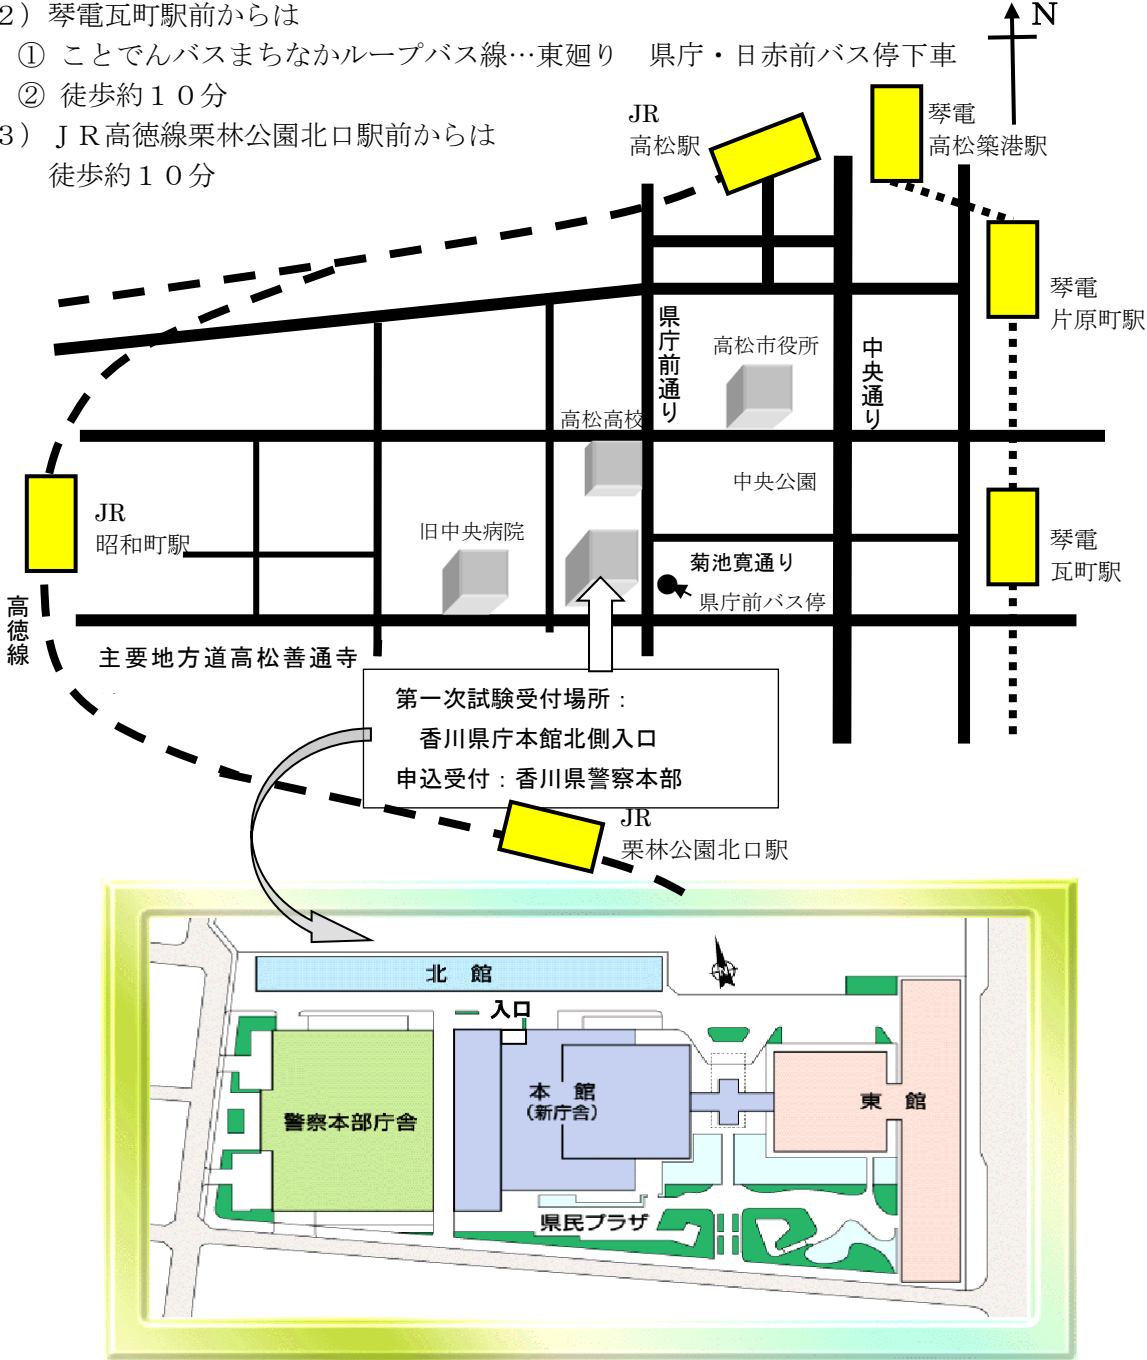 2）琴電瓦町駅前からは
① ことでんバスまちなかループバス線…東廻り　県庁・日赤前バス停下車
② 徒歩約１０分
3）ＪＲ高徳線栗林公園北口駅前からは
徒歩約１０分
N
JR
高松駅
琴電
高松築港駅
琴電
片原町駅
県庁前通り
高松市役所
中央通り
高松高校
中央公園
JR
昭和町駅
旧中央病院
琴電
瓦町駅
菊池寛通り
県庁前バス停
高徳線
主要地方道高松善通寺
第一次試験受付場所：
香川県庁本館北側入口
申込受付：香川県警察本部
JR
栗林公園北口駅
北館
入口
本館
（新庁舎）
東館
警察本部庁舎
県民プラザ